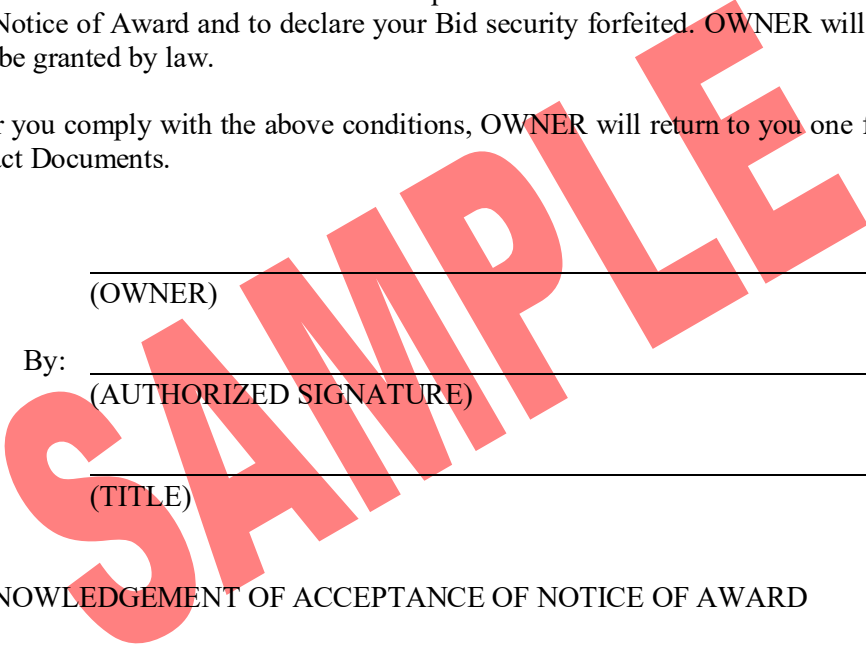 Notice of Award and to declare your Bid security forfeited. OWNER will
be granted by law.
you comply with the above conditions, OWNER will return to you one
Documents.
(OWNER)
By:
(AUTHORIZED SIGNATURE)
(TITLE)
OF ACCEPTANCE OF NOTICE OF AWARD
SAMPLE